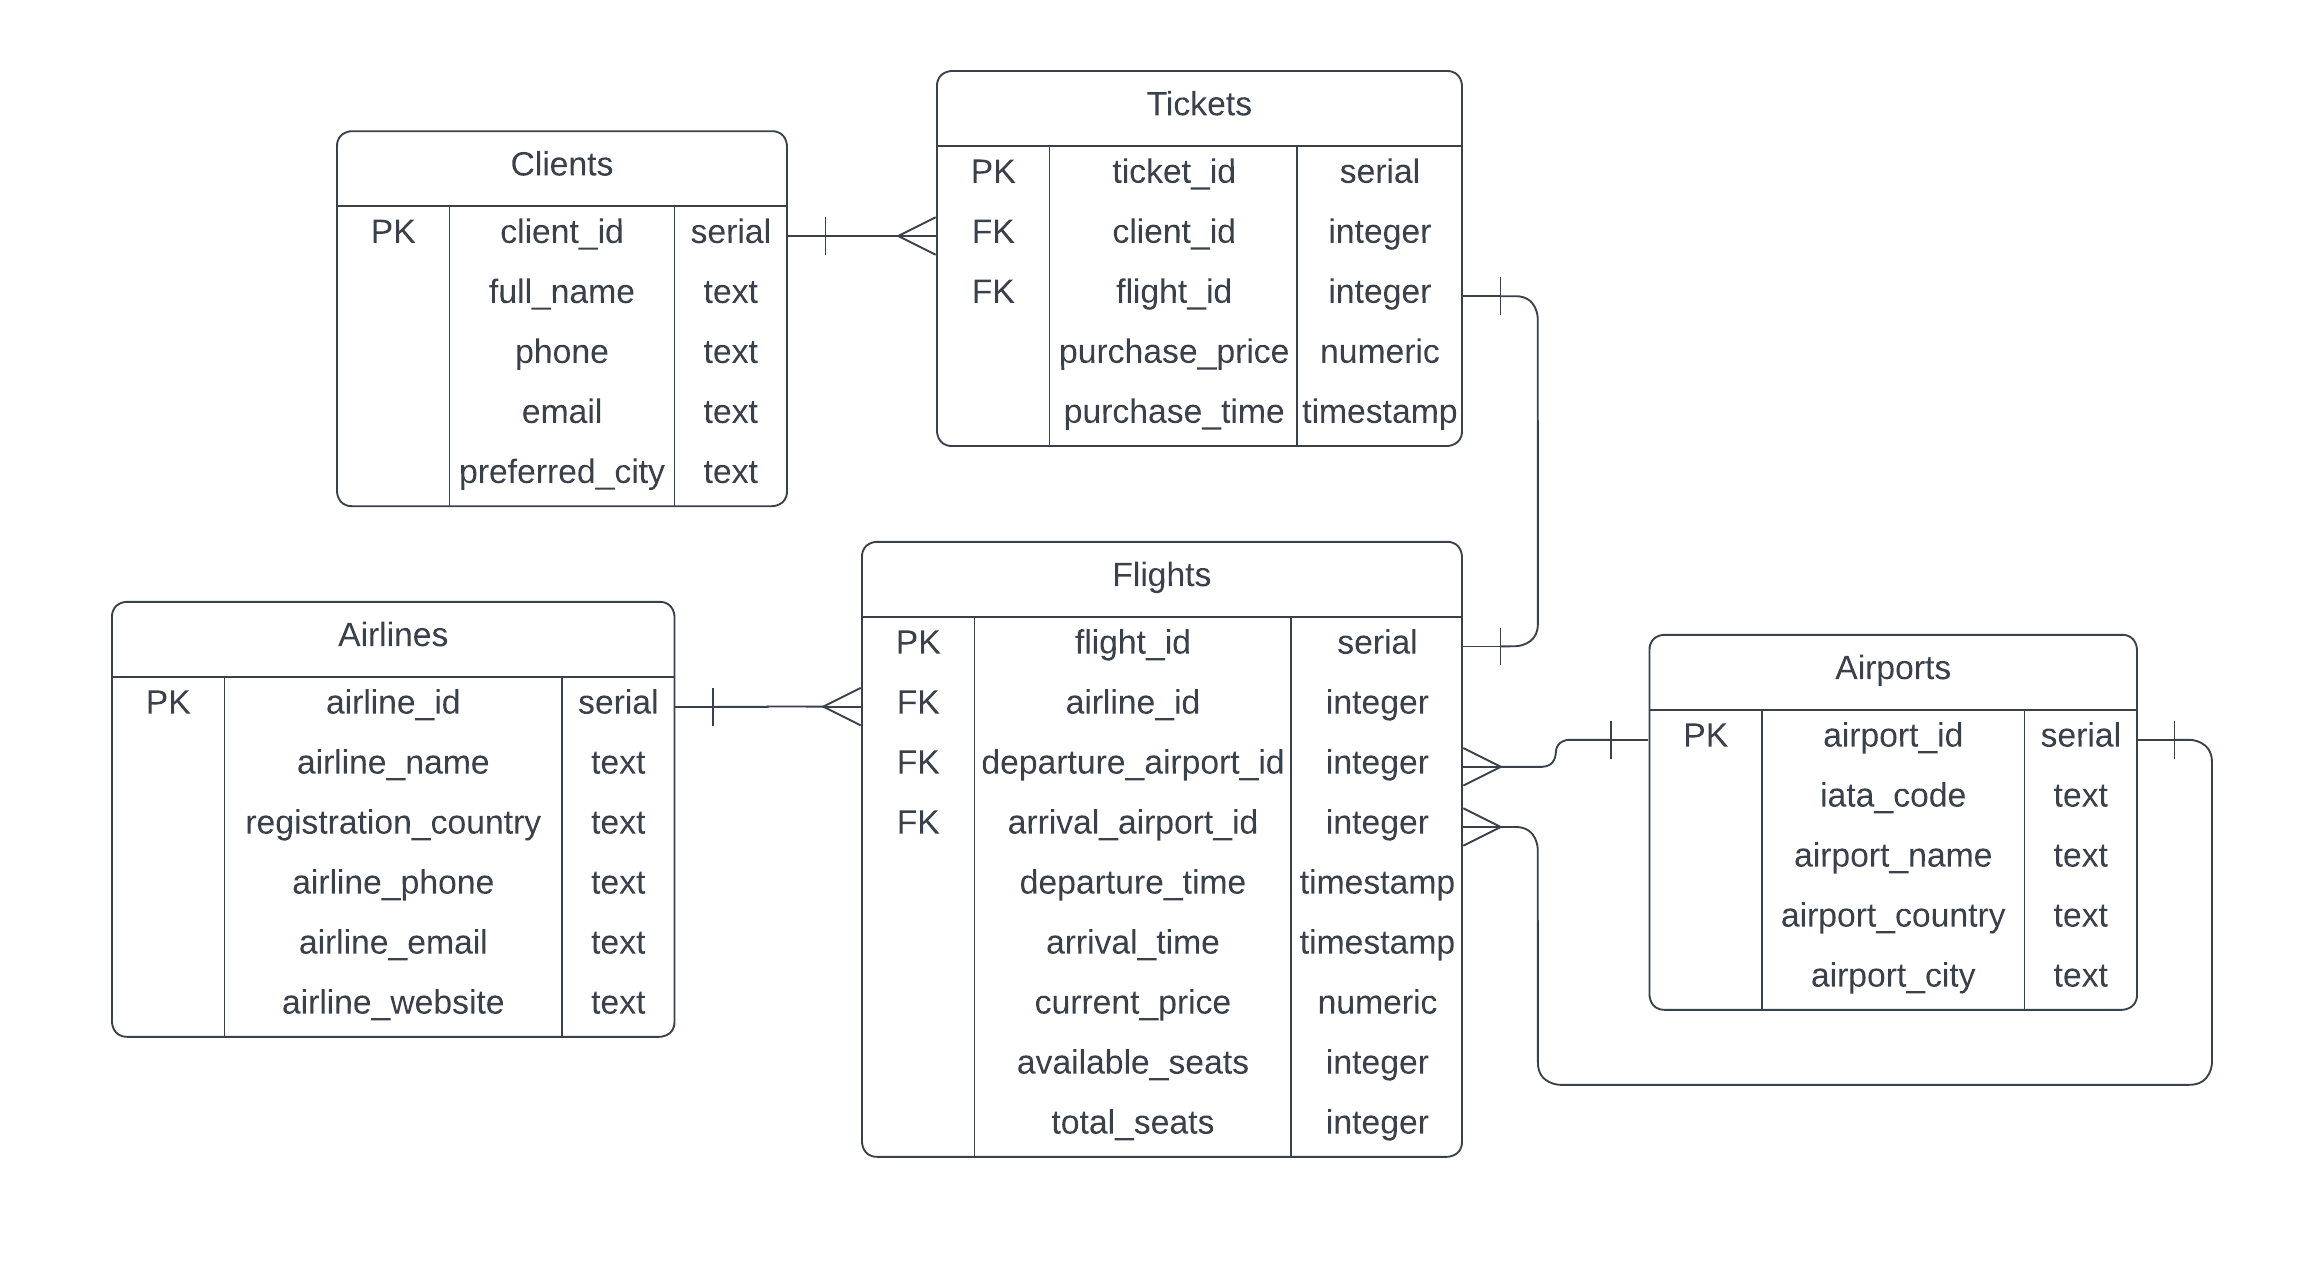 Clients
PK client_id serial
full_name text
phone text
email text
preferred_city text
Tickets
PK ticket_id serial
FK client_id integer
FK flight_id integer
purchase_price numeric
purchase_time timestamp
Airlines
PK airline_id serial
airline_name text
registration_country text
airline_phone text
airline_email text
airline_website text
Flights
PK flight_id serial
FK airline_id integer
FK departure_airport_id integer
FK arrival_airport_id integer
departure_time timestamp
arrival_time timestamp
current_price numeric
available_seats integer
total_seats integer
Airports
PK airport_id serial
iata_code text
airport_name text
airport_country text
airport_city text